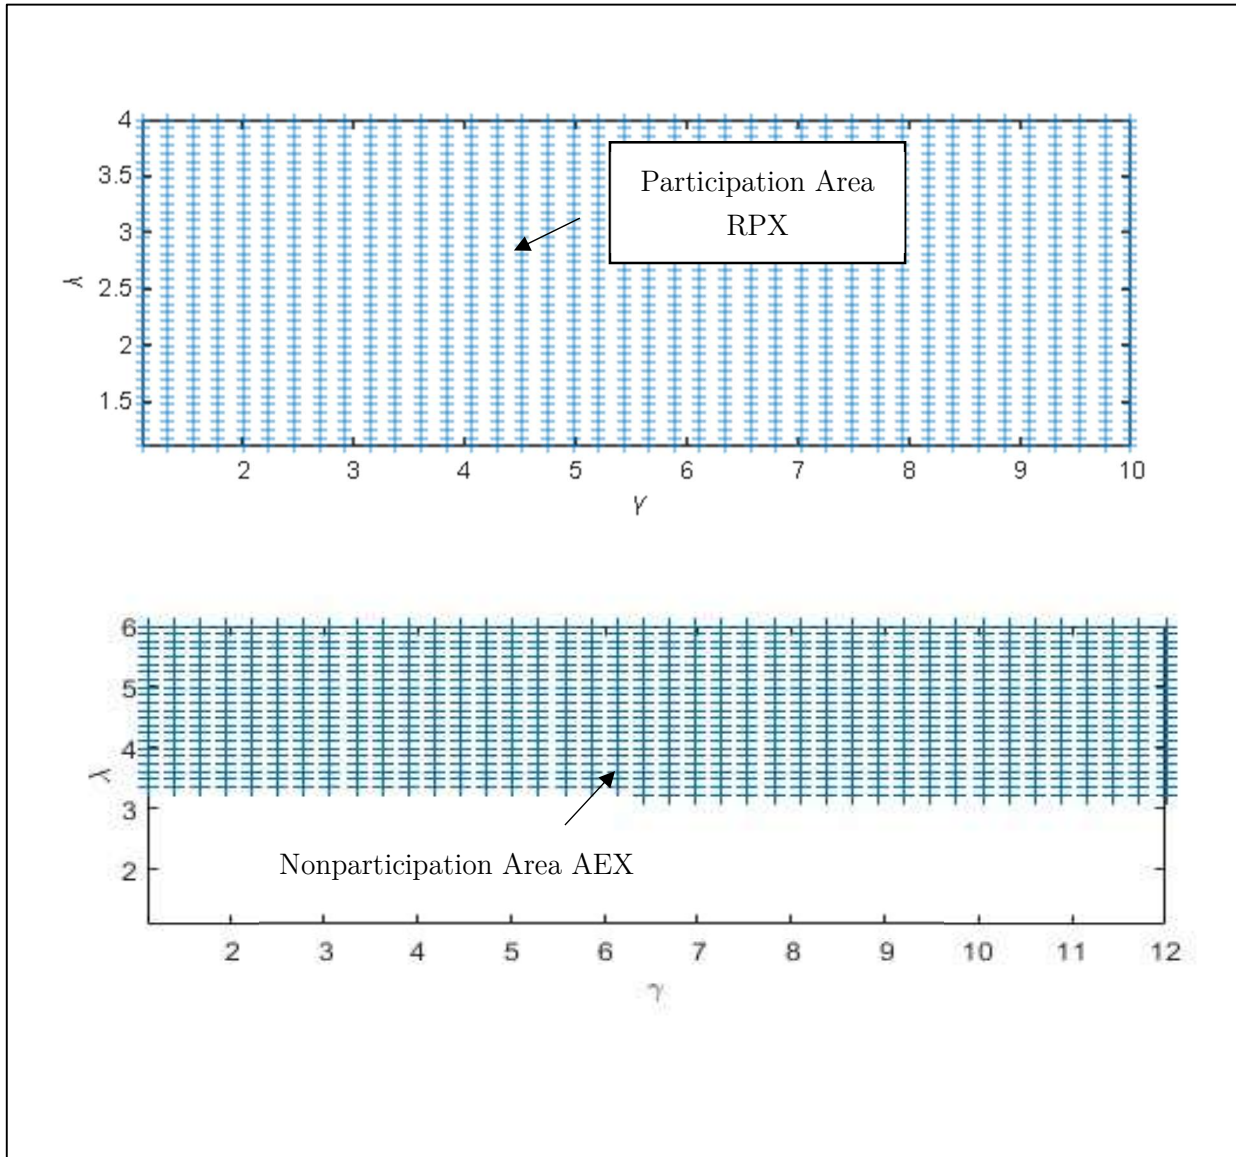 4
3.5
3
2.5
2
1.5
λ
Participation Area
RPX
2 3 4 5 6 7 8 9 10
γ
6
5
4
3
2
λ
Nonparticipation Area AEX
2 3 4 5 6 7 8 9 10 11 12
γ